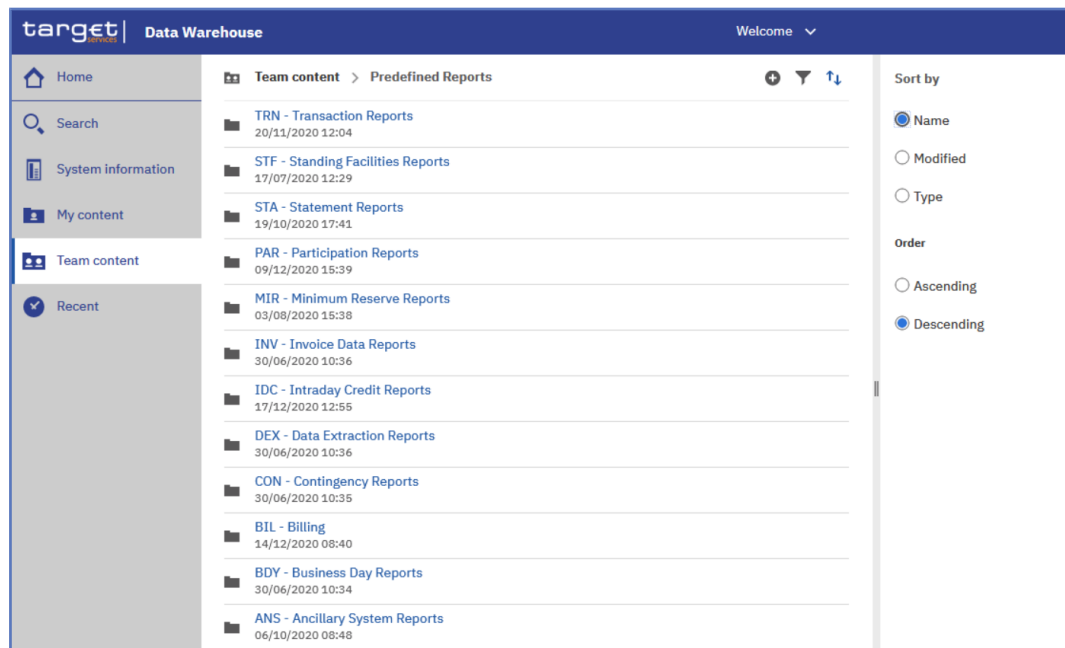 target services Data Warehouse Welcome
Home
Search
System information
My content
Team content
Recent
Team content > Predefined Reports
TRN - Transaction Reports
20/11/2020 12:04
STF - Standing Facilities Reports
17/07/2020 12:29
STA - Statement Reports
19/10/2020 17:41
PAR - Participation Reports
09/12/2020 15:39
MIR - Minimum Reserve Reports
03/08/2020 15:38
INV - Invoice Data Reports
30/06/2020 10:36
IDC - Intraday Credit Reports
17/12/2020 12:55
DEX - Data Extraction Reports
30/06/2020 10:36
CON - Contingency Reports
30/06/2020 10:35
BIL - Billing
14/12/2020 08:40
BDY - Business Day Reports
30/06/2020 10:34
ANS - Ancillary System Reports
06/10/2020 08:48
Sort by
Name
Modified
Type
Order
Ascending
Descending